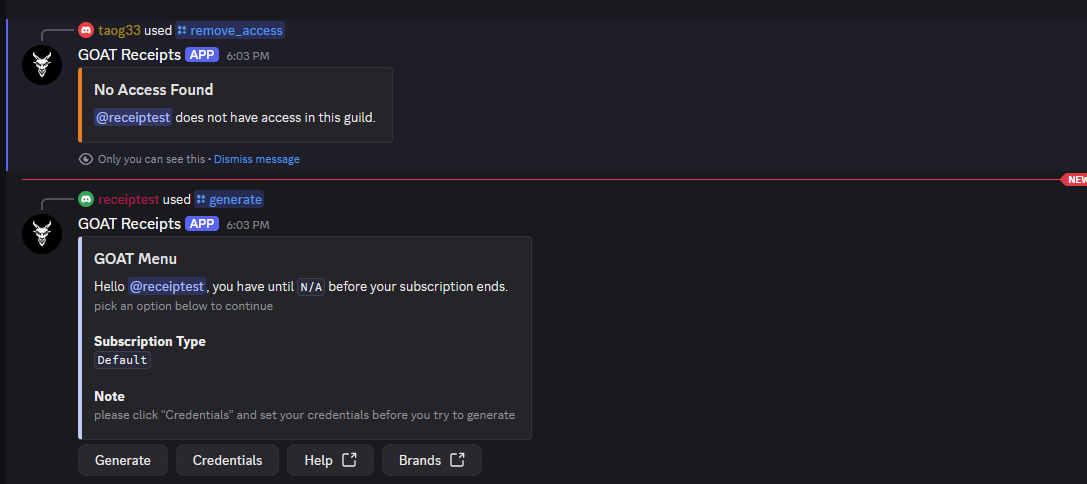 taog33 used remove_access
GOAT Receipts APP 6:03 PM
No Access Found
@receiptest does not have access in this guild.
Only you can see this • Dismiss message
NEW
receiptest used generate
GOAT Receipts APP 6:03 PM
GOAT Menu
Hello @receiptest, you have until N/A before your subscription ends.
pick an option below to continue
Subscription Type
Default
Note
please click "Credentials" and set your credentials before you try to generate
Generate Credentials Help Brands